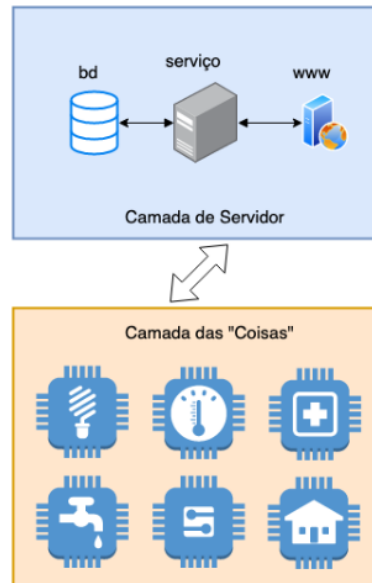 bd
serviço
www
Camada de Servidor
Camada das "Coisas"